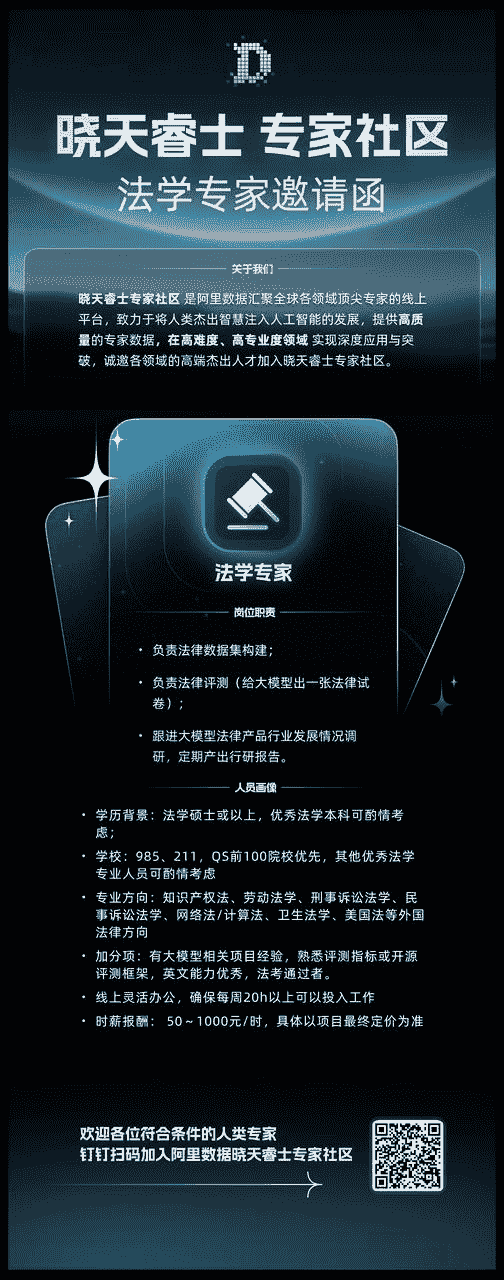 D
晓天睿士 专家社区
法学专家邀请函
关于我们
晓天睿士专家社区 是阿里数据汇聚全球各领域顶尖专家的线上
平台，致力于将人类杰出智慧注入人工智能的发展，提供高质
量的专家数据，在高难度、高专业度领域 实现深度应用与突
破，诚邀各领域的高端杰出人才加入晓天睿士专家社区。
法学专家
岗位职责
• 负责法律数据集构建；
• 负责法律评测（给大模型出一张法律试
卷）；
• 跟进大模型法律产品行业发展情况调
研，定期产出行研报告。
人员画像
• 学历背景：法学硕士或以上，优秀法学本科可酌情考
虑；
• 学校：985、211，QS前100院校优先，其他优秀法学
专业人员可酌情考虑
• 专业方向：知识产权法、劳动法学、刑事诉讼法学、民
事诉讼法学、网络法/计算法、卫生法学、美国法等外国
法律方向
• 加分项：有大模型相关项目经验，熟悉评测指标或开源
评测框架，英文能力优秀，法考通过者。
• 线上灵活办公，确保每周20h以上可以投入工作
• 时薪报酬： 50～1000元/时，具体以项目最终定价为准
欢迎各位符合条件的人类专家
钉钉扫码加入阿里数据晓天睿士专家社区